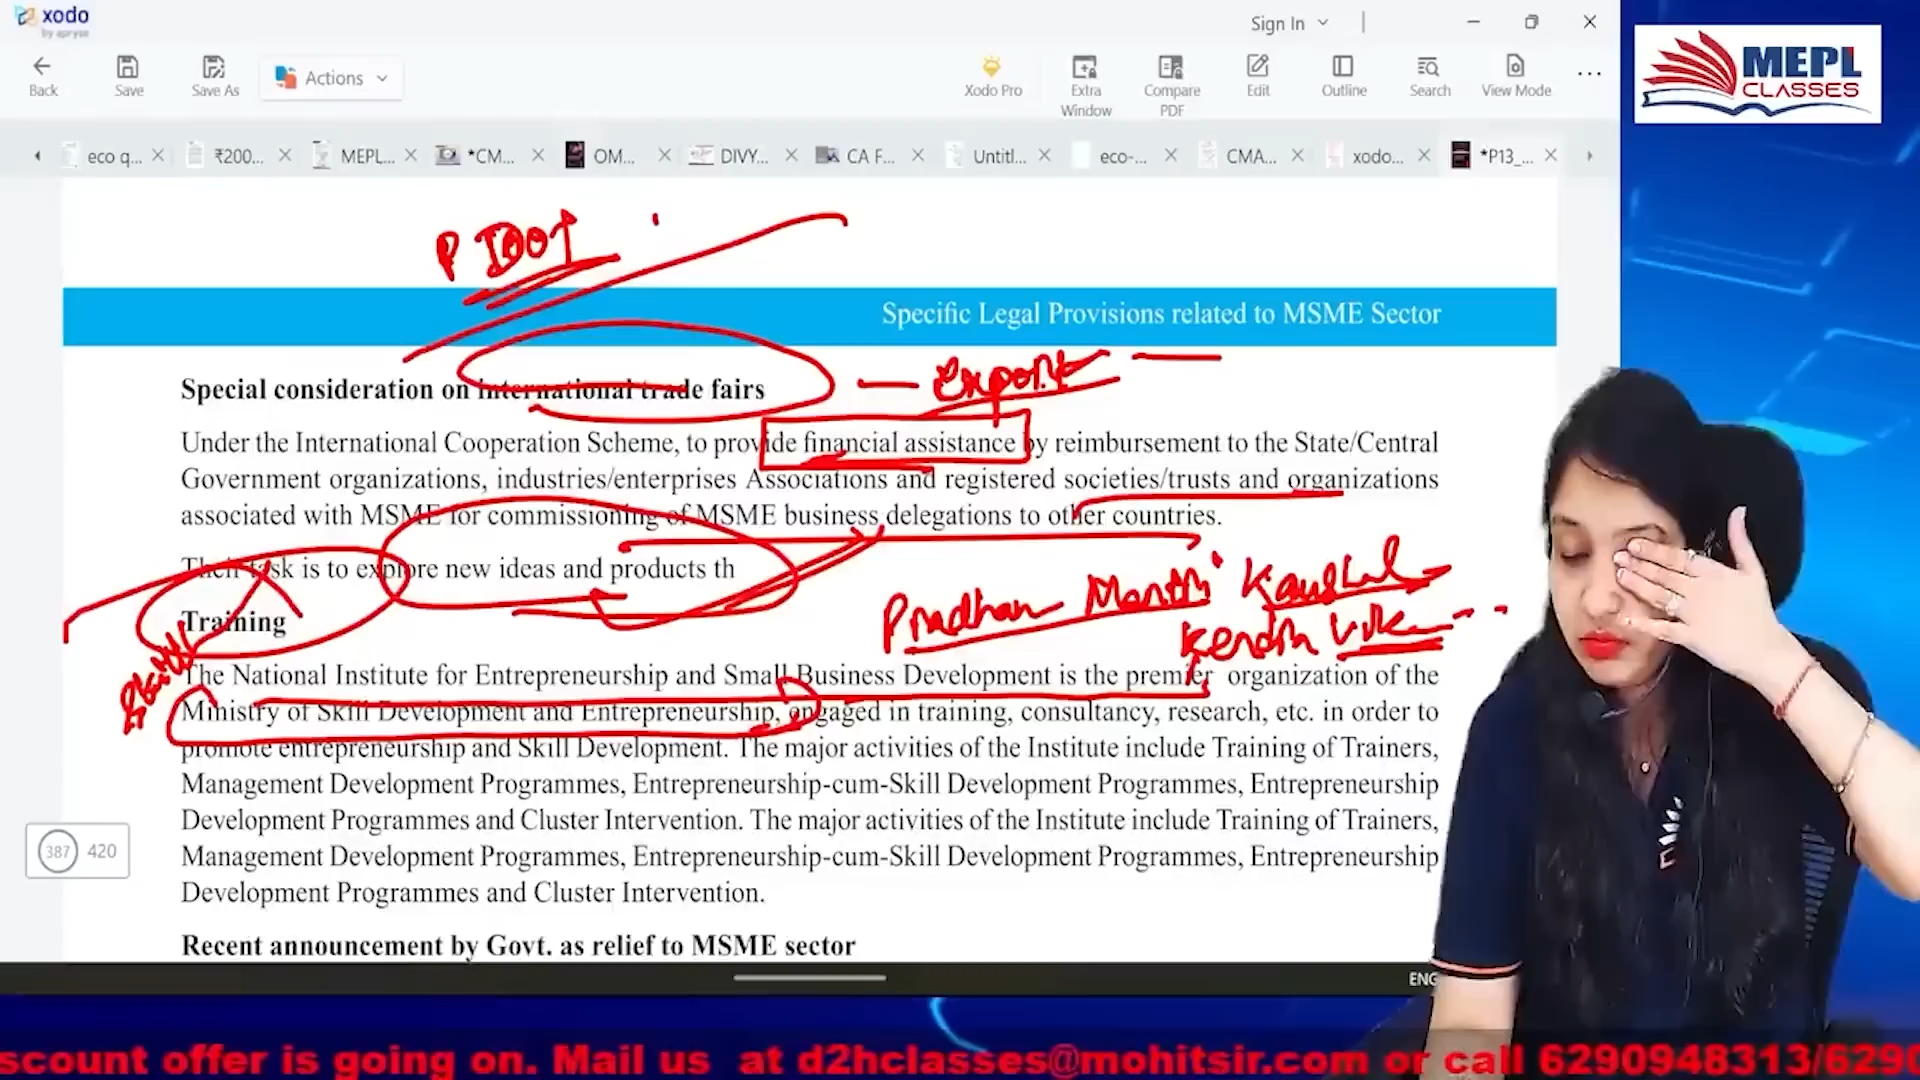 xodo
by apryse
Sign In
Back
Save
Save As
Actions
Xodo Pro
Extra Window
Compare PDF
Edit
Outline
Search
View Mode
MEPL
CLASSES
eco q...
₹200...
MEPL...
*CM...
OM...
DIVY...
CA F...
Untitl...
eco-...
CMA...
xodo...
*P13_...
Specific Legal Provisions related to MSME Sector
Special consideration on international trade fairs
Export
Under the International Cooperation Scheme, to provide financial assistance by reimbursement to the State/Central
Government organizations, industries/enterprises Associations and registered societies/trusts and organizations
associated with MSME for commissioning of MSME business delegations to other countries.
Their task is to explore new ideas and products th
Pradhan Mantri Kaushal
Kendra
Training
The National Institute for Entrepreneurship and Small Business Development is the premier organization of the
Ministry of Skill Development and Entrepreneurship, engaged in training, consultancy, research, etc. in order to
promote entrepreneurship and Skill Development. The major activities of the Institute include Training of Trainers,
Management Development Programmes, Entrepreneurship-cum-Skill Development Programmes, Entrepreneurship
Development Programmes and Cluster Intervention. The major activities of the Institute include Training of Trainers,
Management Development Programmes, Entrepreneurship-cum-Skill Development Programmes, Entrepreneurship
Development Programmes and Cluster Intervention.
387 420
Recent announcement by Govt. as relief to MSME sector
ENG
scount offer is going on. Mail us at d2hclasses@mohitsir.com or call 6290948313/6290